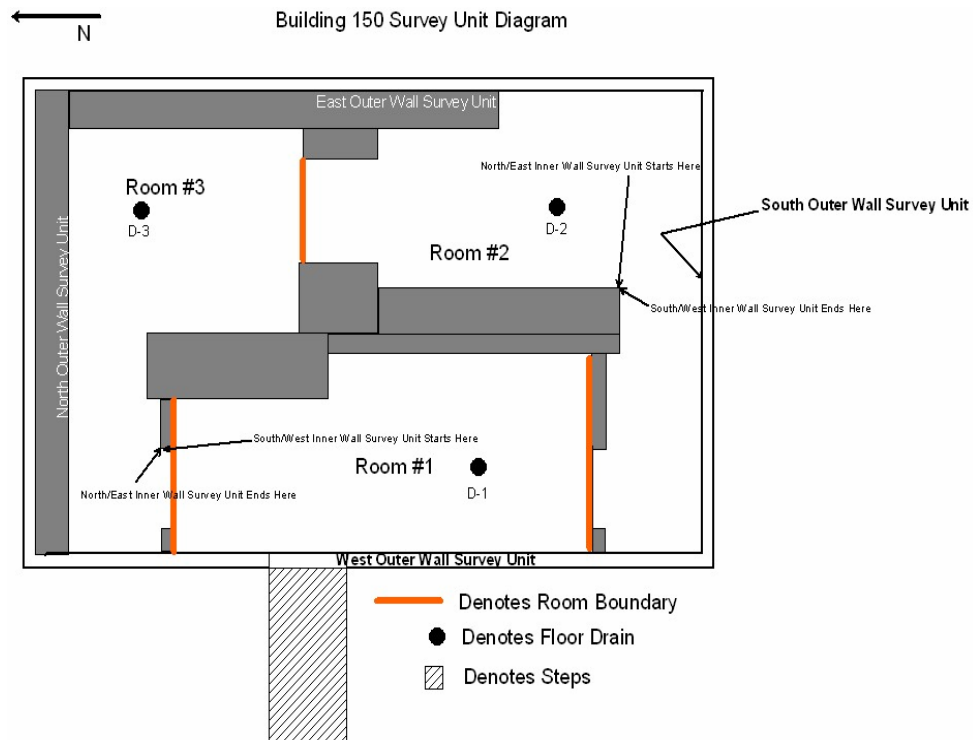 Building 150 Survey Unit Diagram
N
East Outer Wall Survey Unit
North/East Inner Wall Survey Unit Starts Here
Room #3
D-3
D-2
South Outer Wall Survey Unit
Room #2
North Outer Wall Survey Unit
South/West Inner Wall Survey Unit Ends Here
South/West Inner Wall Survey Unit Starts Here
Room #1
D-1
North/East Inner Wall Survey Unit Ends Here
West Outer Wall Survey Unit
Denotes Room Boundary
Denotes Floor Drain
Denotes Steps